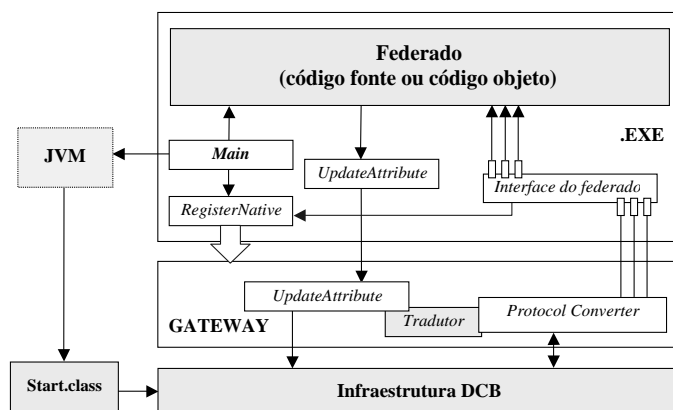 Federado
(código fonte ou código objeto)
.EXE
JVM
Main
UpdateAttribute
Interface do federado
RegisterNative
UpdateAttribute
GATEWAY
Tradutor
Protocol Converter
Start.class
Infraestrutura DCB